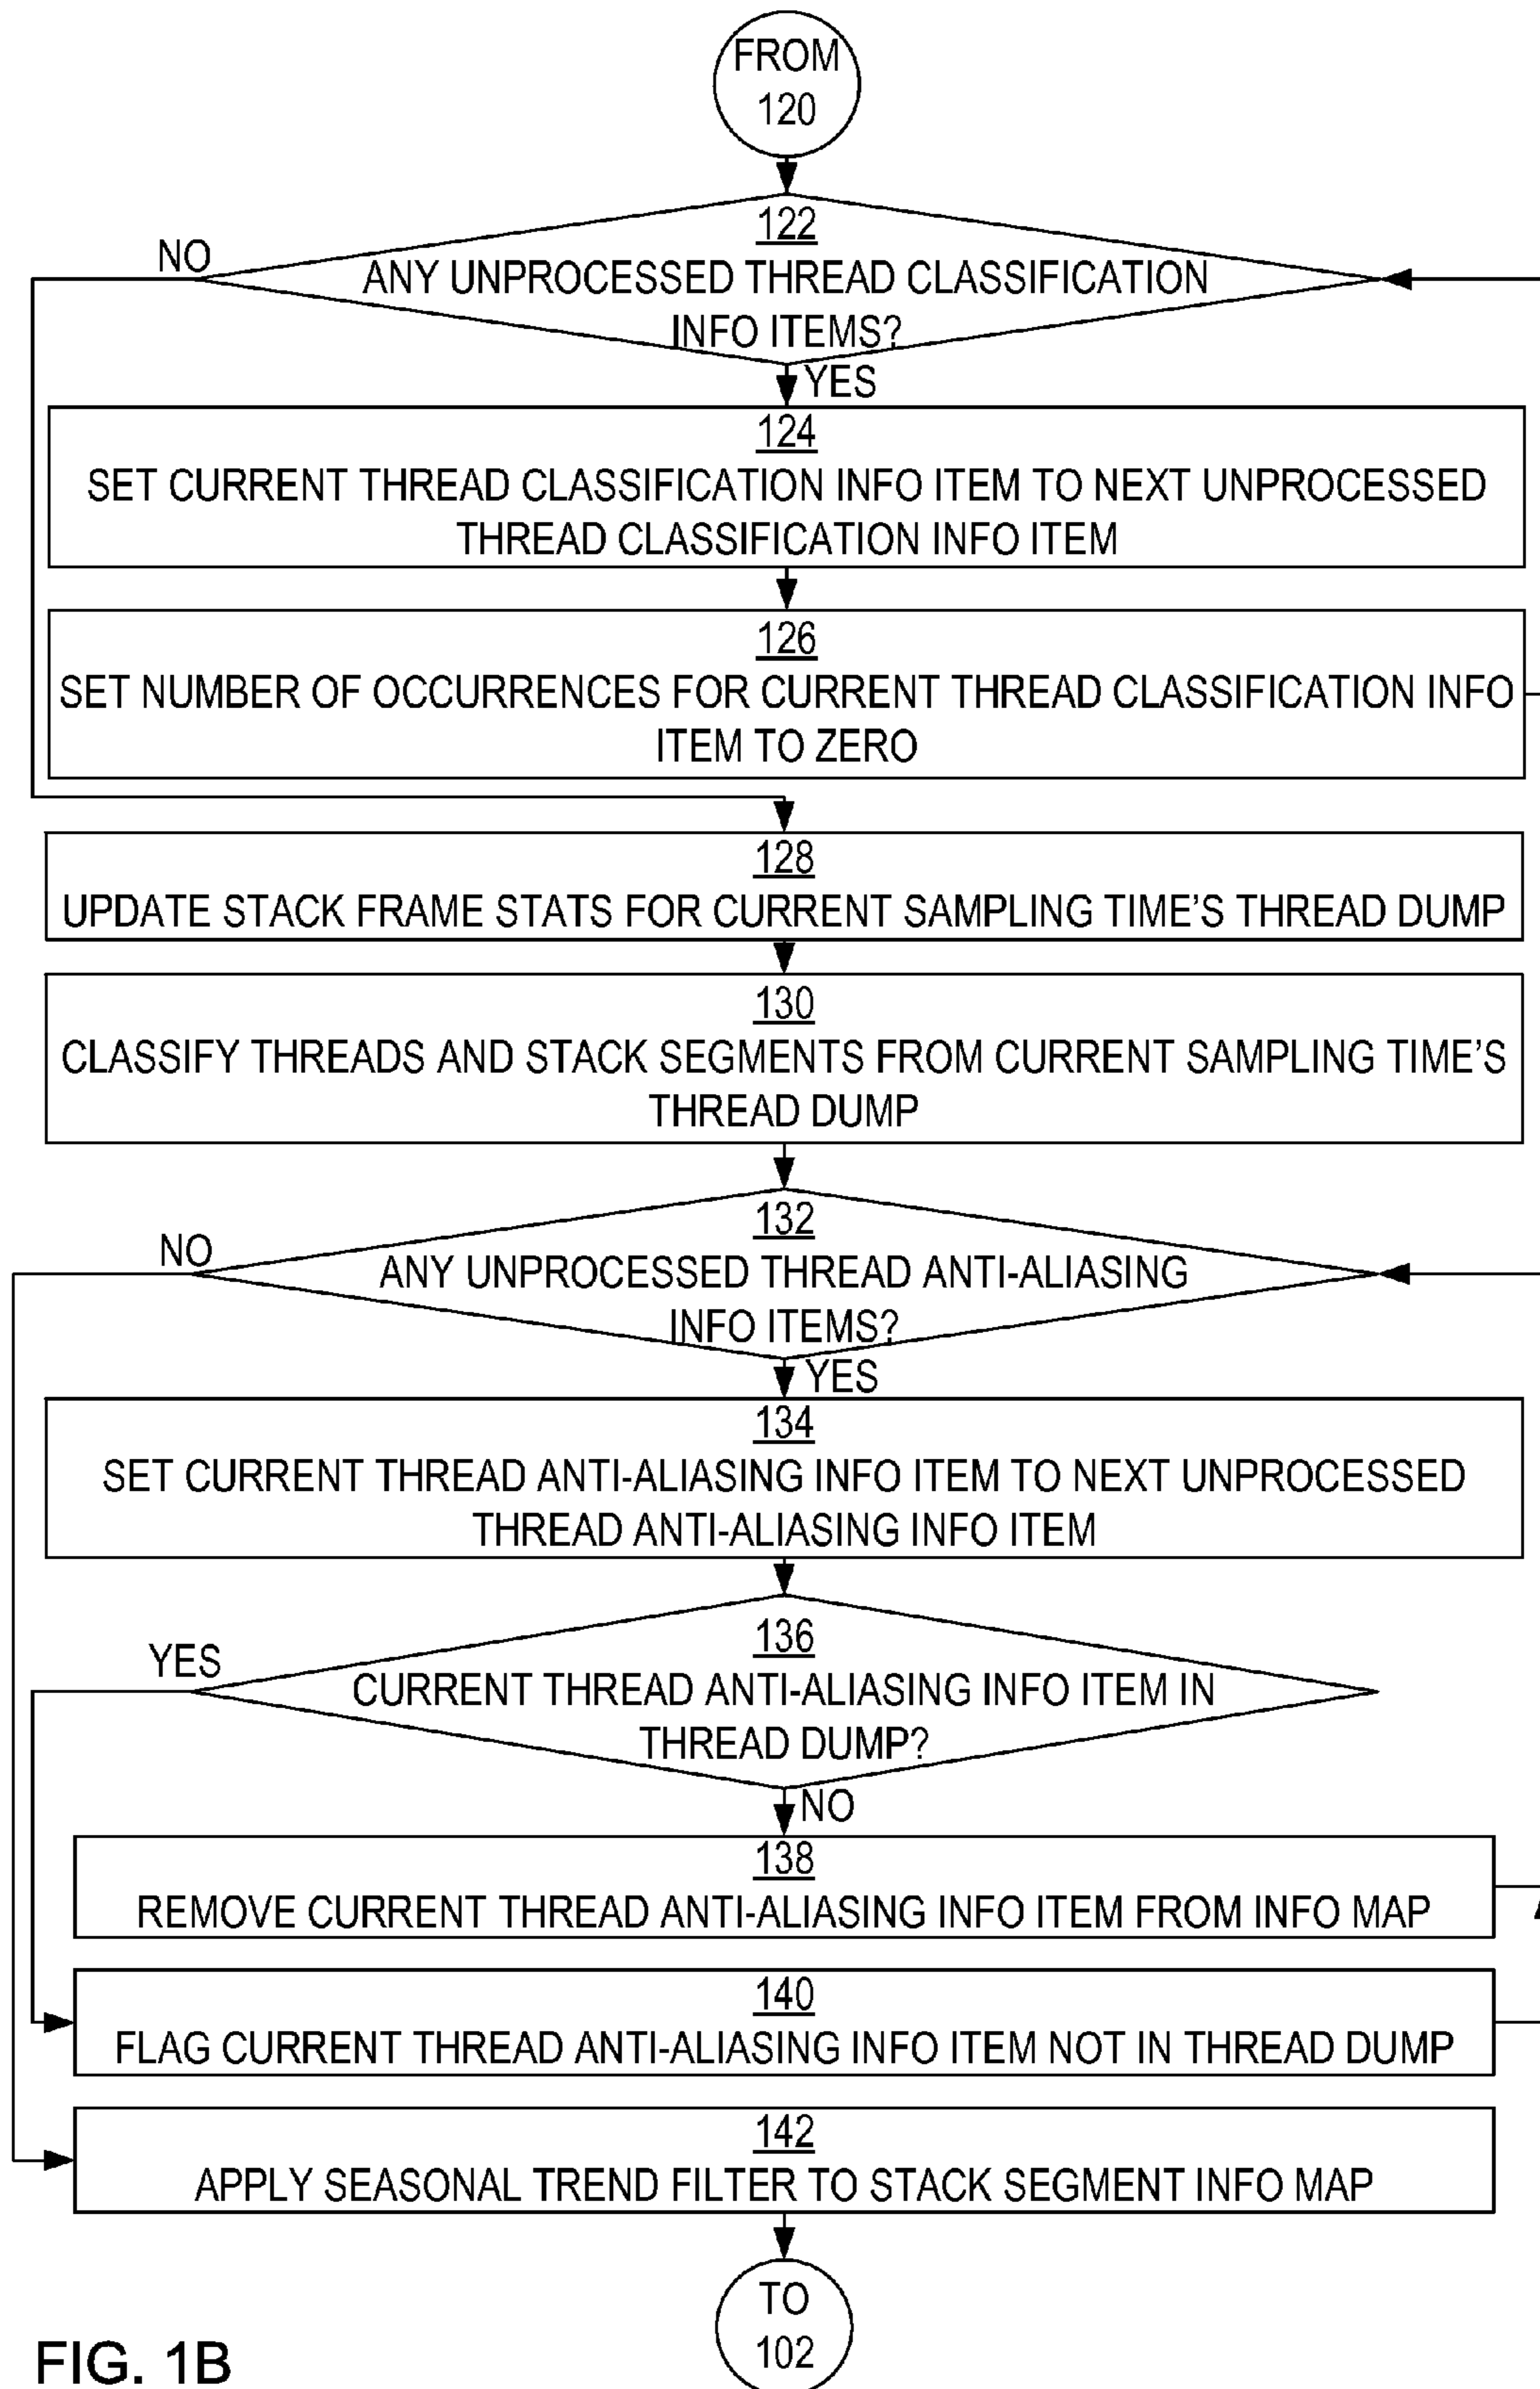 FROM
120
122
NO
ANY UNPROCESSED THREAD CLASSIFICATION
INFO ITEMS?
YES
124
SET CURRENT THREAD CLASSIFICATION INFO ITEM TO NEXT UNPROCESSED
THREAD CLASSIFICATION INFO ITEM
126
SET NUMBER OF OCCURRENCES FOR CURRENT THREAD CLASSIFICATION INFO
ITEM TO ZERO
128
UPDATE STACK FRAME STATS FOR CURRENT SAMPLING TIME'S THREAD DUMP
130
CLASSIFY THREADS AND STACK SEGMENTS FROM CURRENT SAMPLING TIME'S
THREAD DUMP
132
NO
ANY UNPROCESSED THREAD ANTI-ALIASING
INFO ITEMS?
YES
134
SET CURRENT THREAD ANTI-ALIASING INFO ITEM TO NEXT UNPROCESSED
THREAD ANTI-ALIASING INFO ITEM
136
YES
CURRENT THREAD ANTI-ALIASING INFO ITEM IN
THREAD DUMP?
NO
138
REMOVE CURRENT THREAD ANTI-ALIASING INFO ITEM FROM INFO MAP
140
FLAG CURRENT THREAD ANTI-ALIASING INFO ITEM NOT IN THREAD DUMP
142
APPLY SEASONAL TREND FILTER TO STACK SEGMENT INFO MAP
TO
102
FIG. 1B